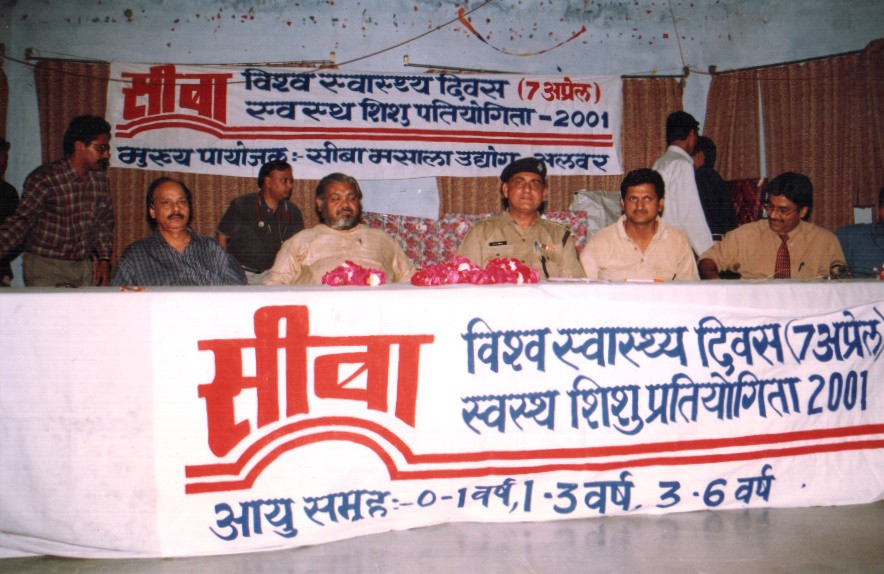 सीबा
विश्व स्वास्थ्य दिवस (7 अप्रेल)
स्वस्थ शिशु प्रतियोगिता - 2001
मुख्य प्रायोजक:- सीबा मसाला उद्योग, अलवर
सीबा
विश्व स्वास्थ्य दिवस (7 अप्रेल)
स्वस्थ शिशु प्रतियोगिता 2001
आयु समूह:- 0-1 वर्ष, 1-3 वर्ष, 3-6 वर्ष